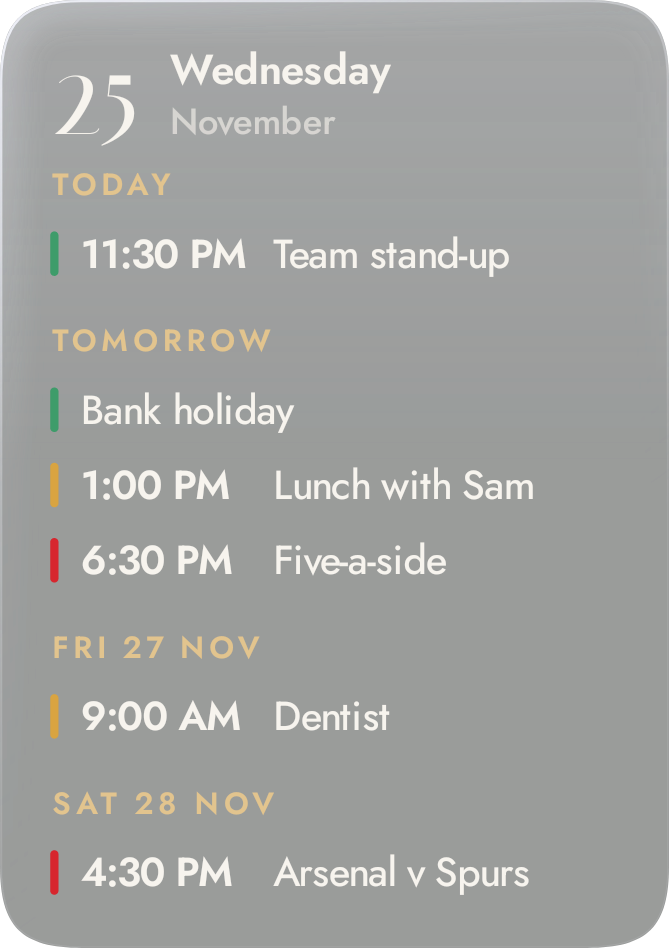 25
Wednesday
November
TODAY
11:30 PM Team stand-up
TOMORROW
Bank holiday
1:00 PM Lunch with Sam
6:30 PM Five-a-side
FRI 27 NOV
9:00 AM Dentist
SAT 28 NOV
4:30 PM Arsenal v Spurs